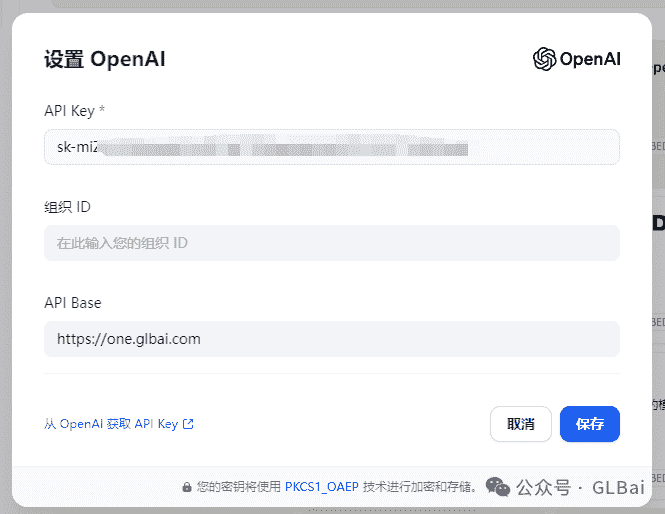 设置 OpenAI
OpenAI
API Key *
sk-miZ
组织 ID
在此输入您的组织 ID
API Base
https://one.glbai.com
从 OpenAI 获取 API Key
取消
保存
您的密钥将使用 PKCS1_OAEP 技术进行加密和存储。
公众号 · GLBai